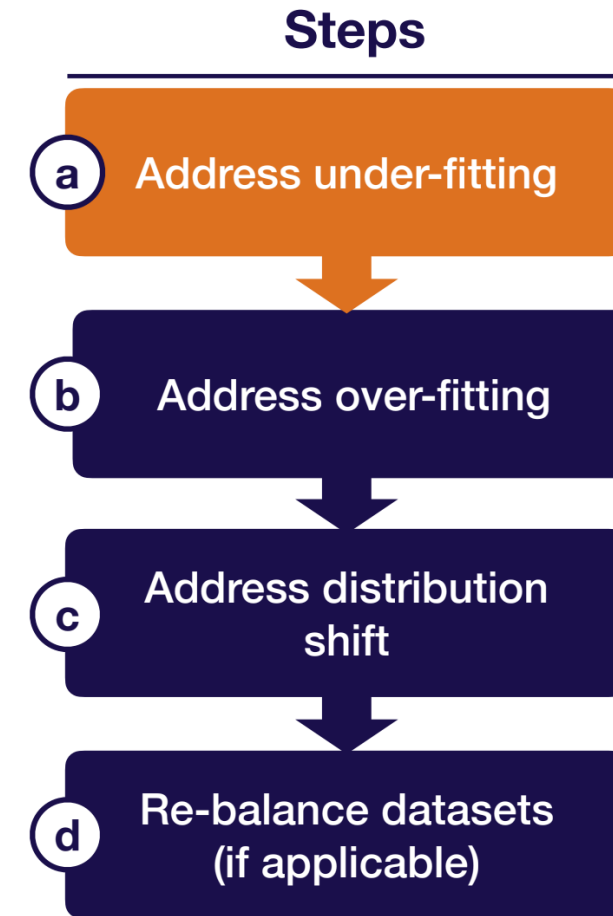 Steps
a
Address under-fitting
b
Address over-fitting
c
Address distribution
shift
d
Re-balance datasets
(if applicable)